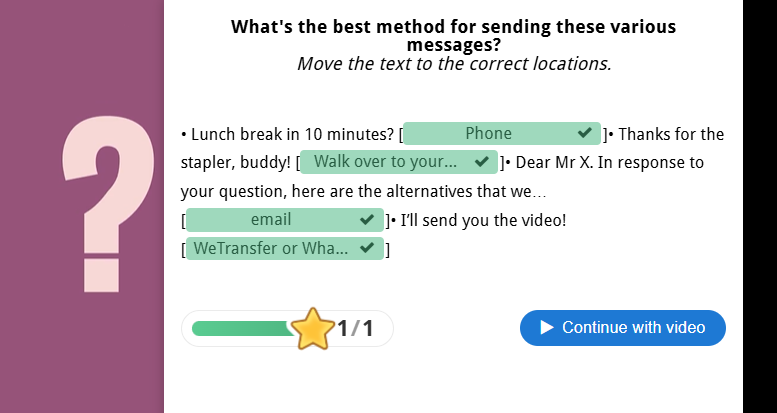 What's the best method for sending these various
messages?
Move the text to the correct locations.
• Lunch break in 10 minutes? [ Phone ✔ ]• Thanks for the
stapler, buddy! [ Walk over to your... ✔ ]• Dear Mr X. In response to
your question, here are the alternatives that we…
[ email ✔ ]• I’ll send you the video!
[ WeTransfer or Wha... ✔ ]
1/1
Continue with video
?